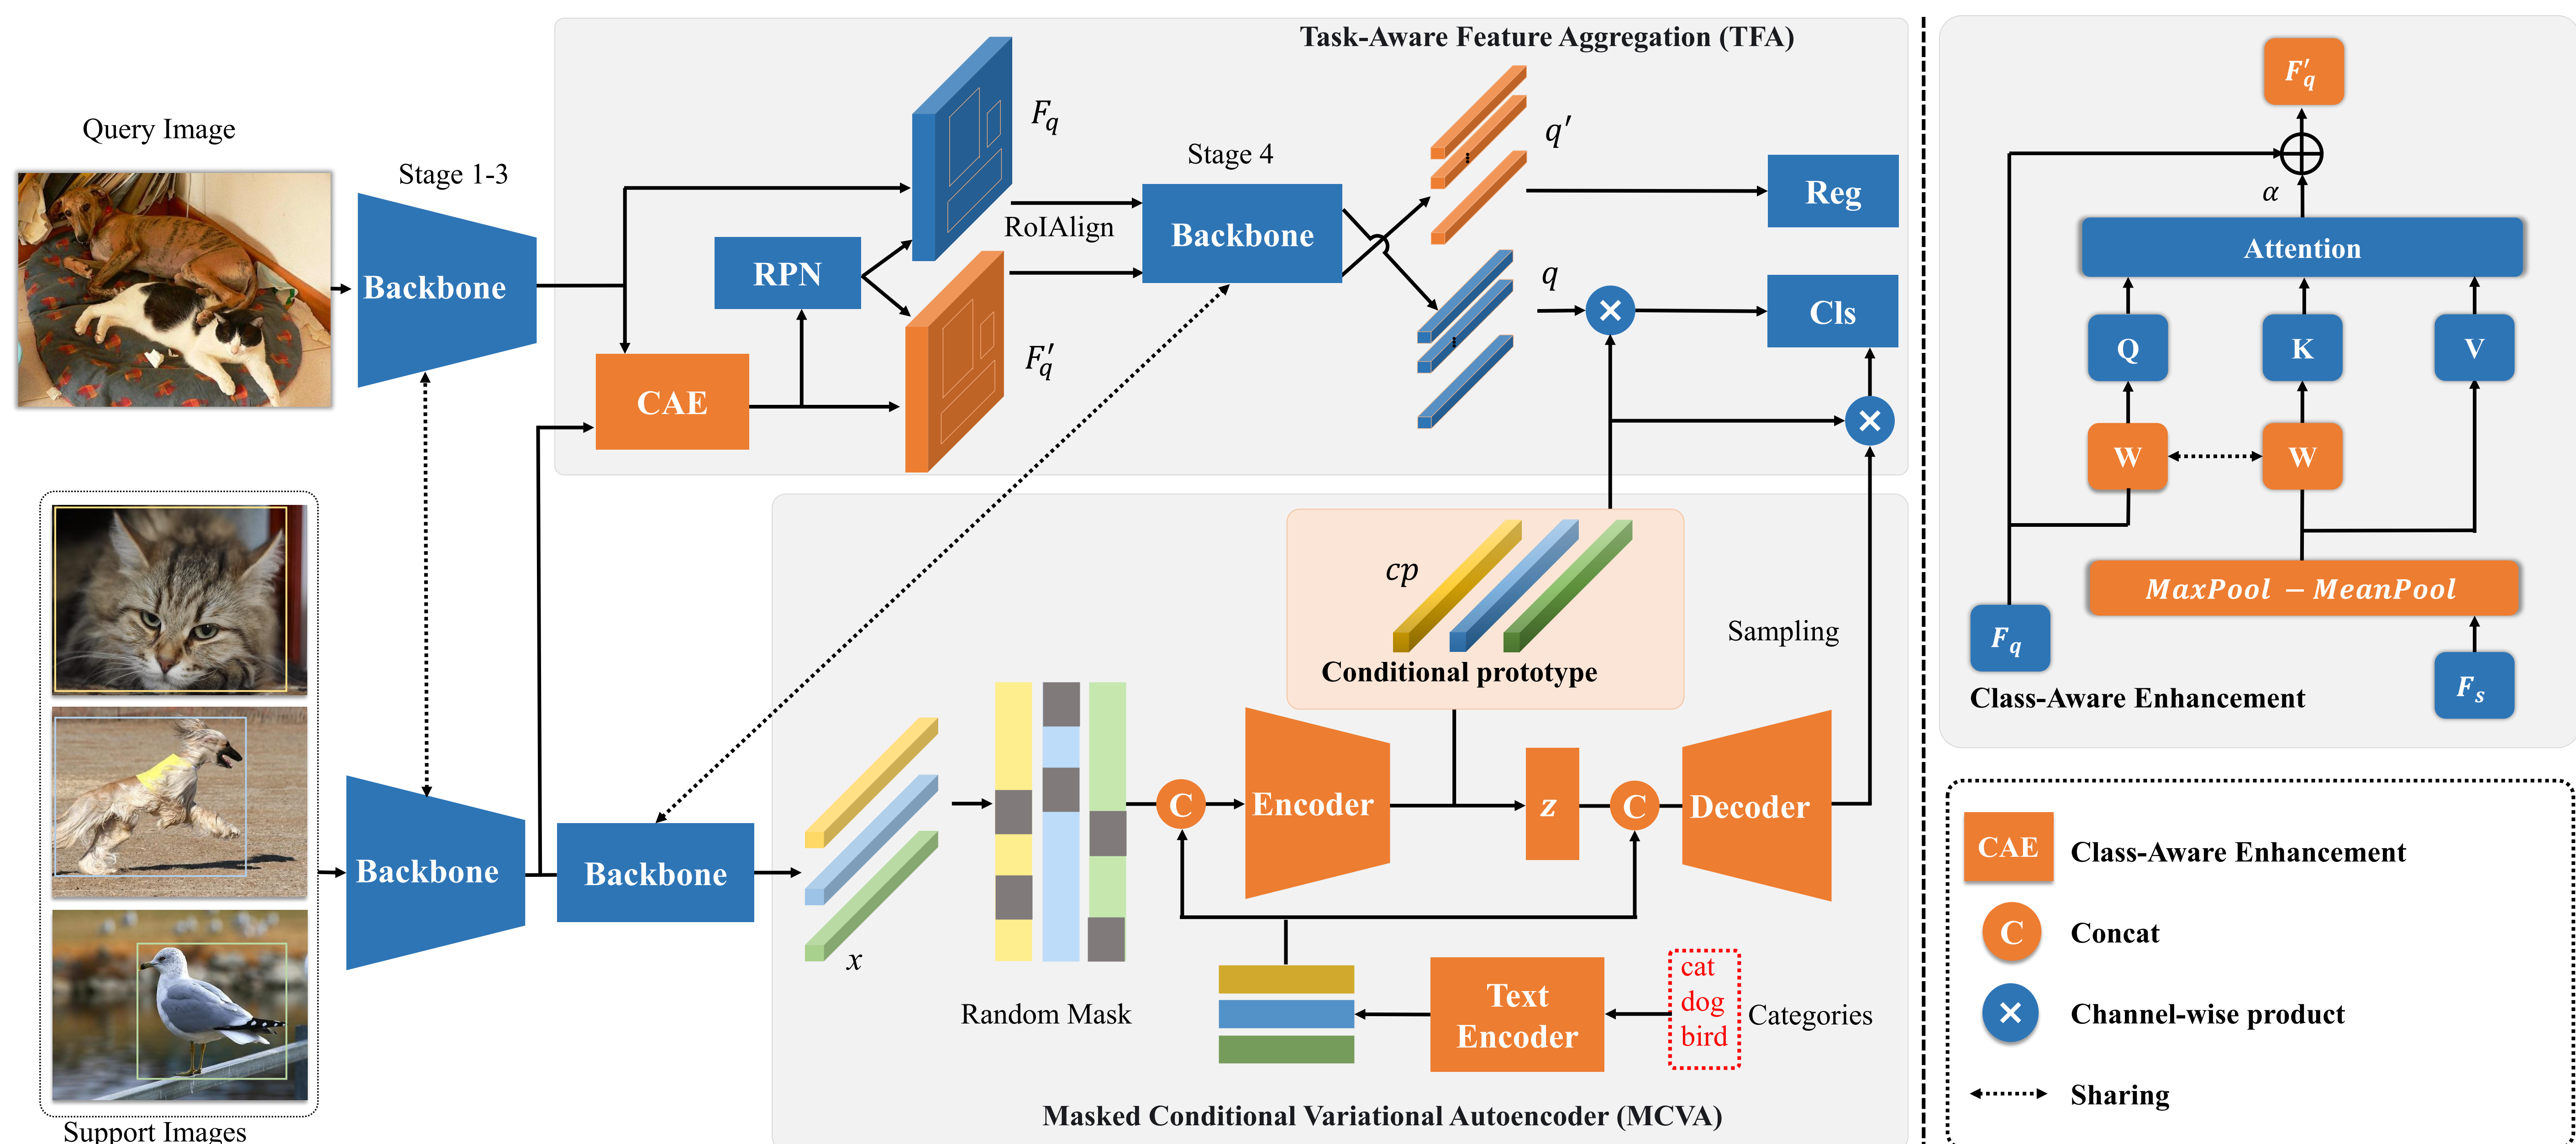 Task-Aware Feature Aggregation (TFA)
Query Image
Stage 1-3
Backbone
RPN
CAE
F_q
F'_q
RoIAlign
Stage 4
Backbone
q'
q
×
Reg
Cls
×
Support Images
Backbone
Backbone
x
Random Mask
C
Encoder
cp
Conditional prototype
z
C
Decoder
Sampling
Text
Encoder
cat
dog
bird
Categories
Masked Conditional Variational Autoencoder (MCVA)
F'_q
α
Attention
Q
K
V
W
W
MaxPool − MeanPool
F_q
F_s
Class-Aware Enhancement
CAE Class-Aware Enhancement
C Concat
× Channel-wise product
Sharing